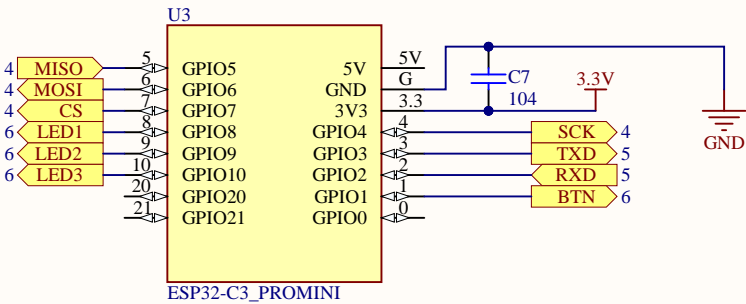 U3
4 MISO 5 GPIO5 5V 5V
4 MOSI 6 GPIO6 GND G
4 CS 7 GPIO7 3V3 3.3
6 LED1 8 GPIO8 GPIO4 4 SCK 4
6 LED2 9 GPIO9 GPIO3 3 TXD 5
6 LED3 10 GPIO10 GPIO2 2 RXD 5
20 GPIO20 GPIO1 1 BTN 6
21 GPIO21 GPIO0 0
C7
104
3.3V
GND
ESP32-C3_PROMINI